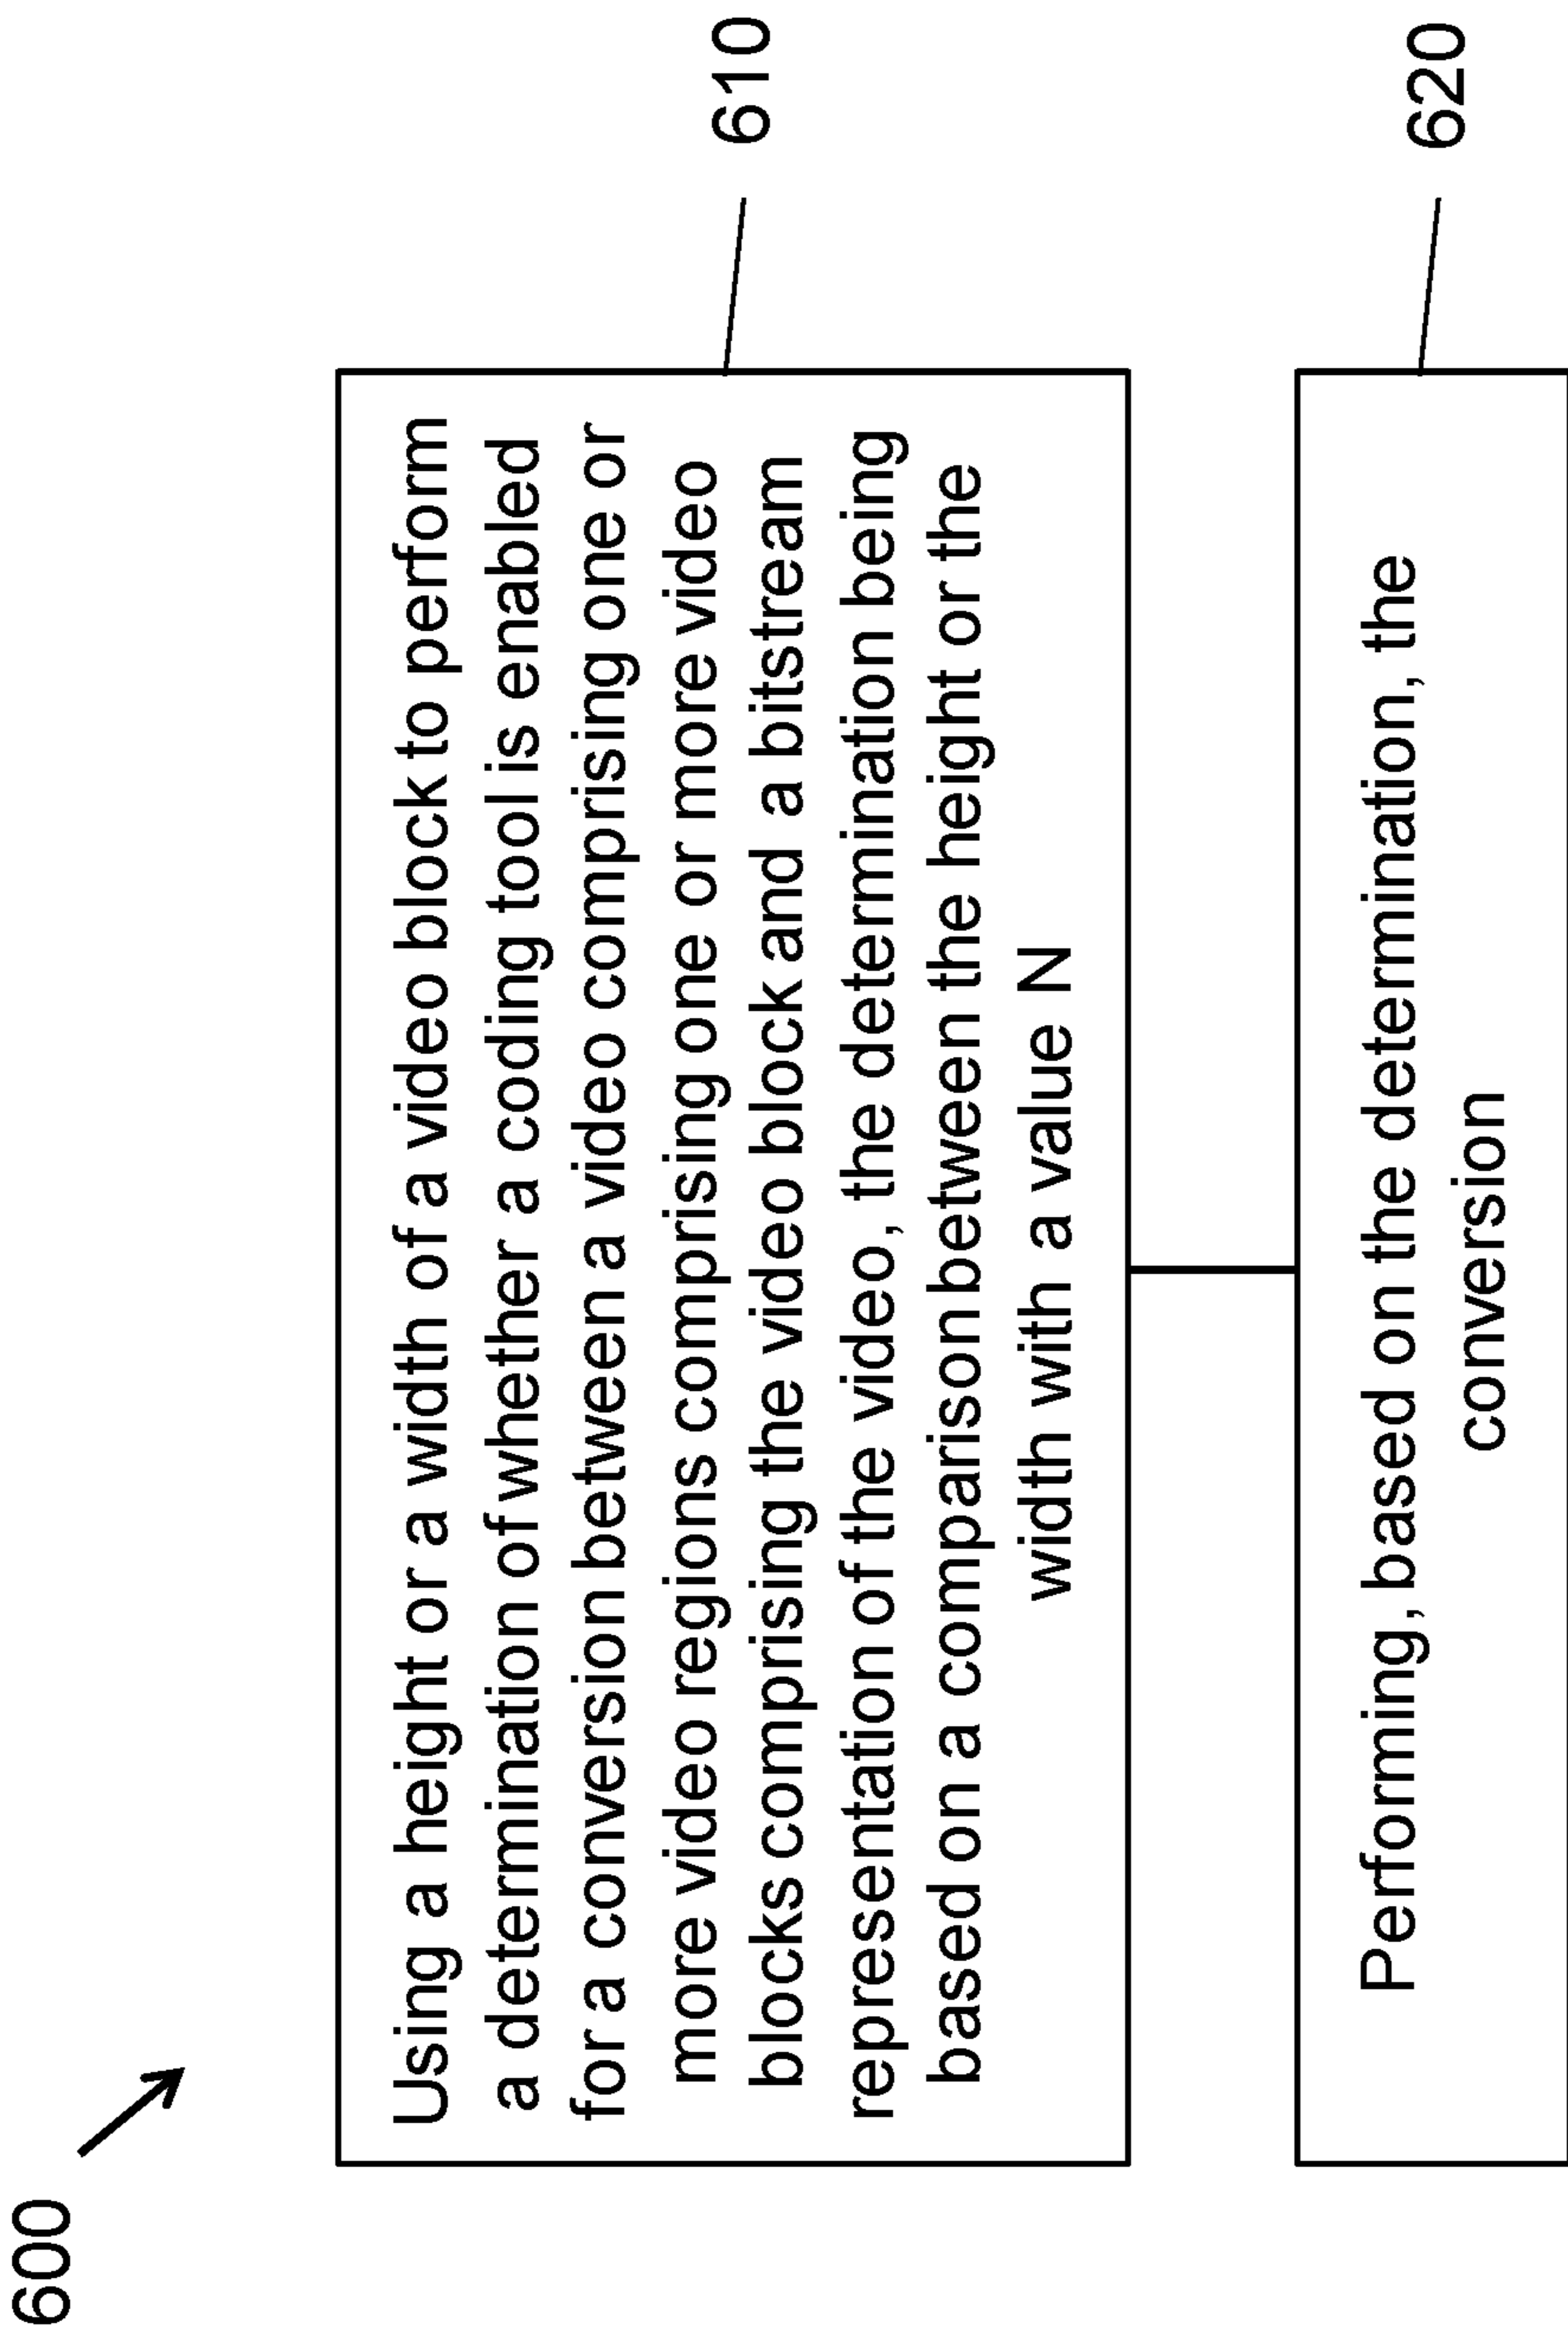 600
Using a height or a width of a video block to perform
a determination of whether a coding tool is enabled
for a conversion between a video comprising one or
more video regions comprising one or more video
blocks comprising the video block and a bitstream
representation of the video, the determination being
based on a comparison between the height or the
width with a value N
610
Performing, based on the determination, the
conversion
620